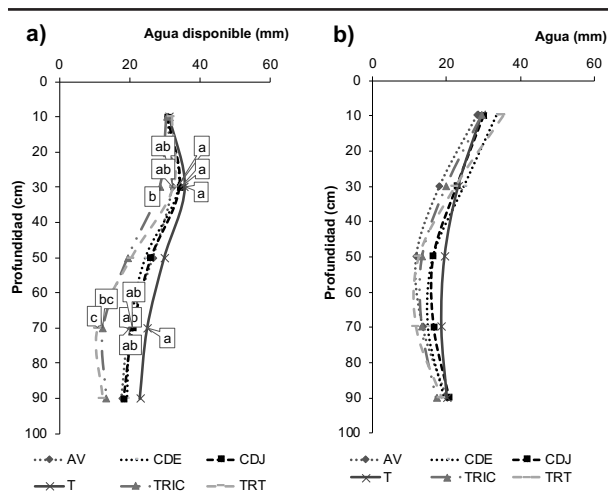 a)
Agua disponible (mm)
0 20 40 60
0
10
20
30
40
50
60
70
80
90
100
Profundidad (cm)
ab
a
ab
a
b
a
ab
bc
c
ab
a
ab
AV CDE CDJ
T TRIC TRT
b)
Agua (mm)
0 20 40 60
0
10
20
30
40
50
60
70
80
90
100
Profundidad (cm)
AV CDE CDJ
T TRIC TRT